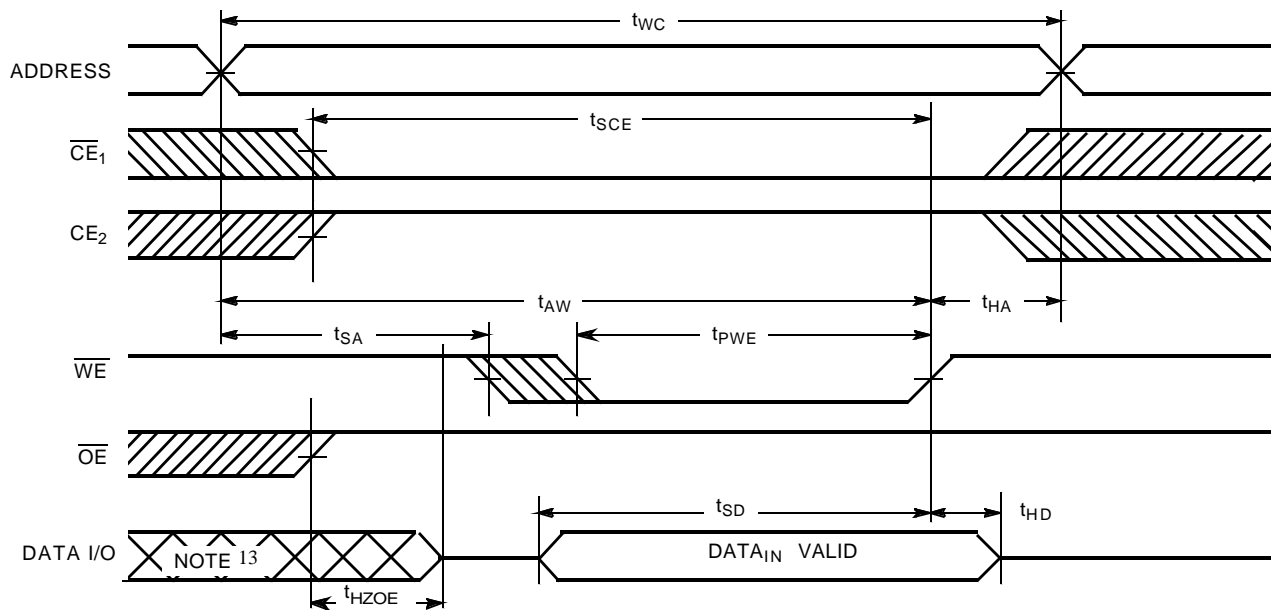 tWC
ADDRESS
tSCE
CE1
CE2
tAW
tHA
tSA
tPWE
WE
OE
tSD
tHD
DATA I/O
NOTE 13
DATAIN VALID
tHZOE